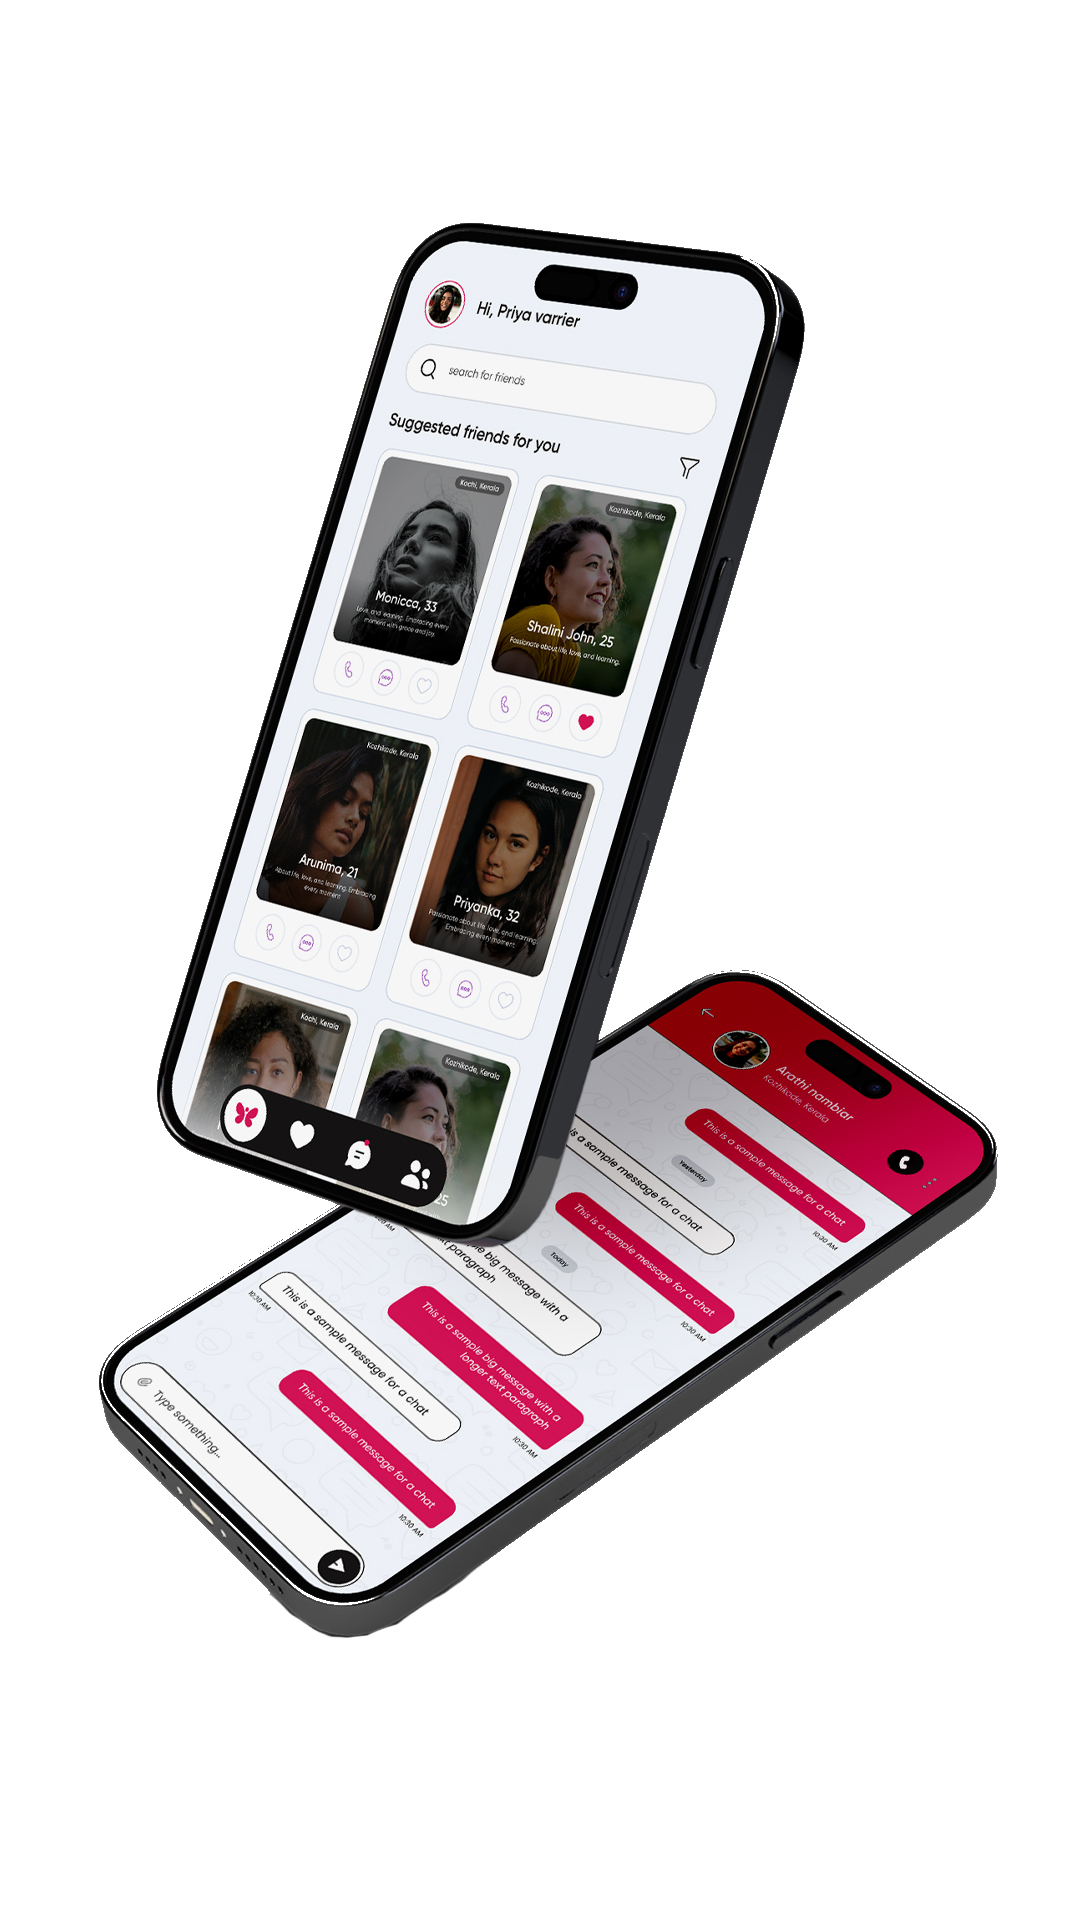 Hi, Priya varrier
search for friends
Suggested friends for you
Kochi, Kerala
Monicca, 33
Love, and learning. Embracing every
moment with grace and joy.
Kozhikode, Kerala
Shalini John, 25
Passionate about life, love, and learning.
Kozhikode, Kerala
Arunima, 21
About life, love, and learning. Embracing
every moment
Kozhikode, Kerala
Priyanka, 32
Passionate about life, love, and learning.
Embracing every moment
Kochi, Kerala
Kozhikode, Kerala
25
Arathi nambiar
Kozhikode, Kerala
This is a sample message for a chat
10:30 AM
Yesterday
is a sample message for a chat
This is a sample message for a chat
10:30 AM
Today
big message with a
paragraph
AM
This is a sample big message with a
longer text paragraph
10:30 AM
This is a sample message for a chat
10:30 AM
This is a sample message for a chat
10:30 AM
Type something...